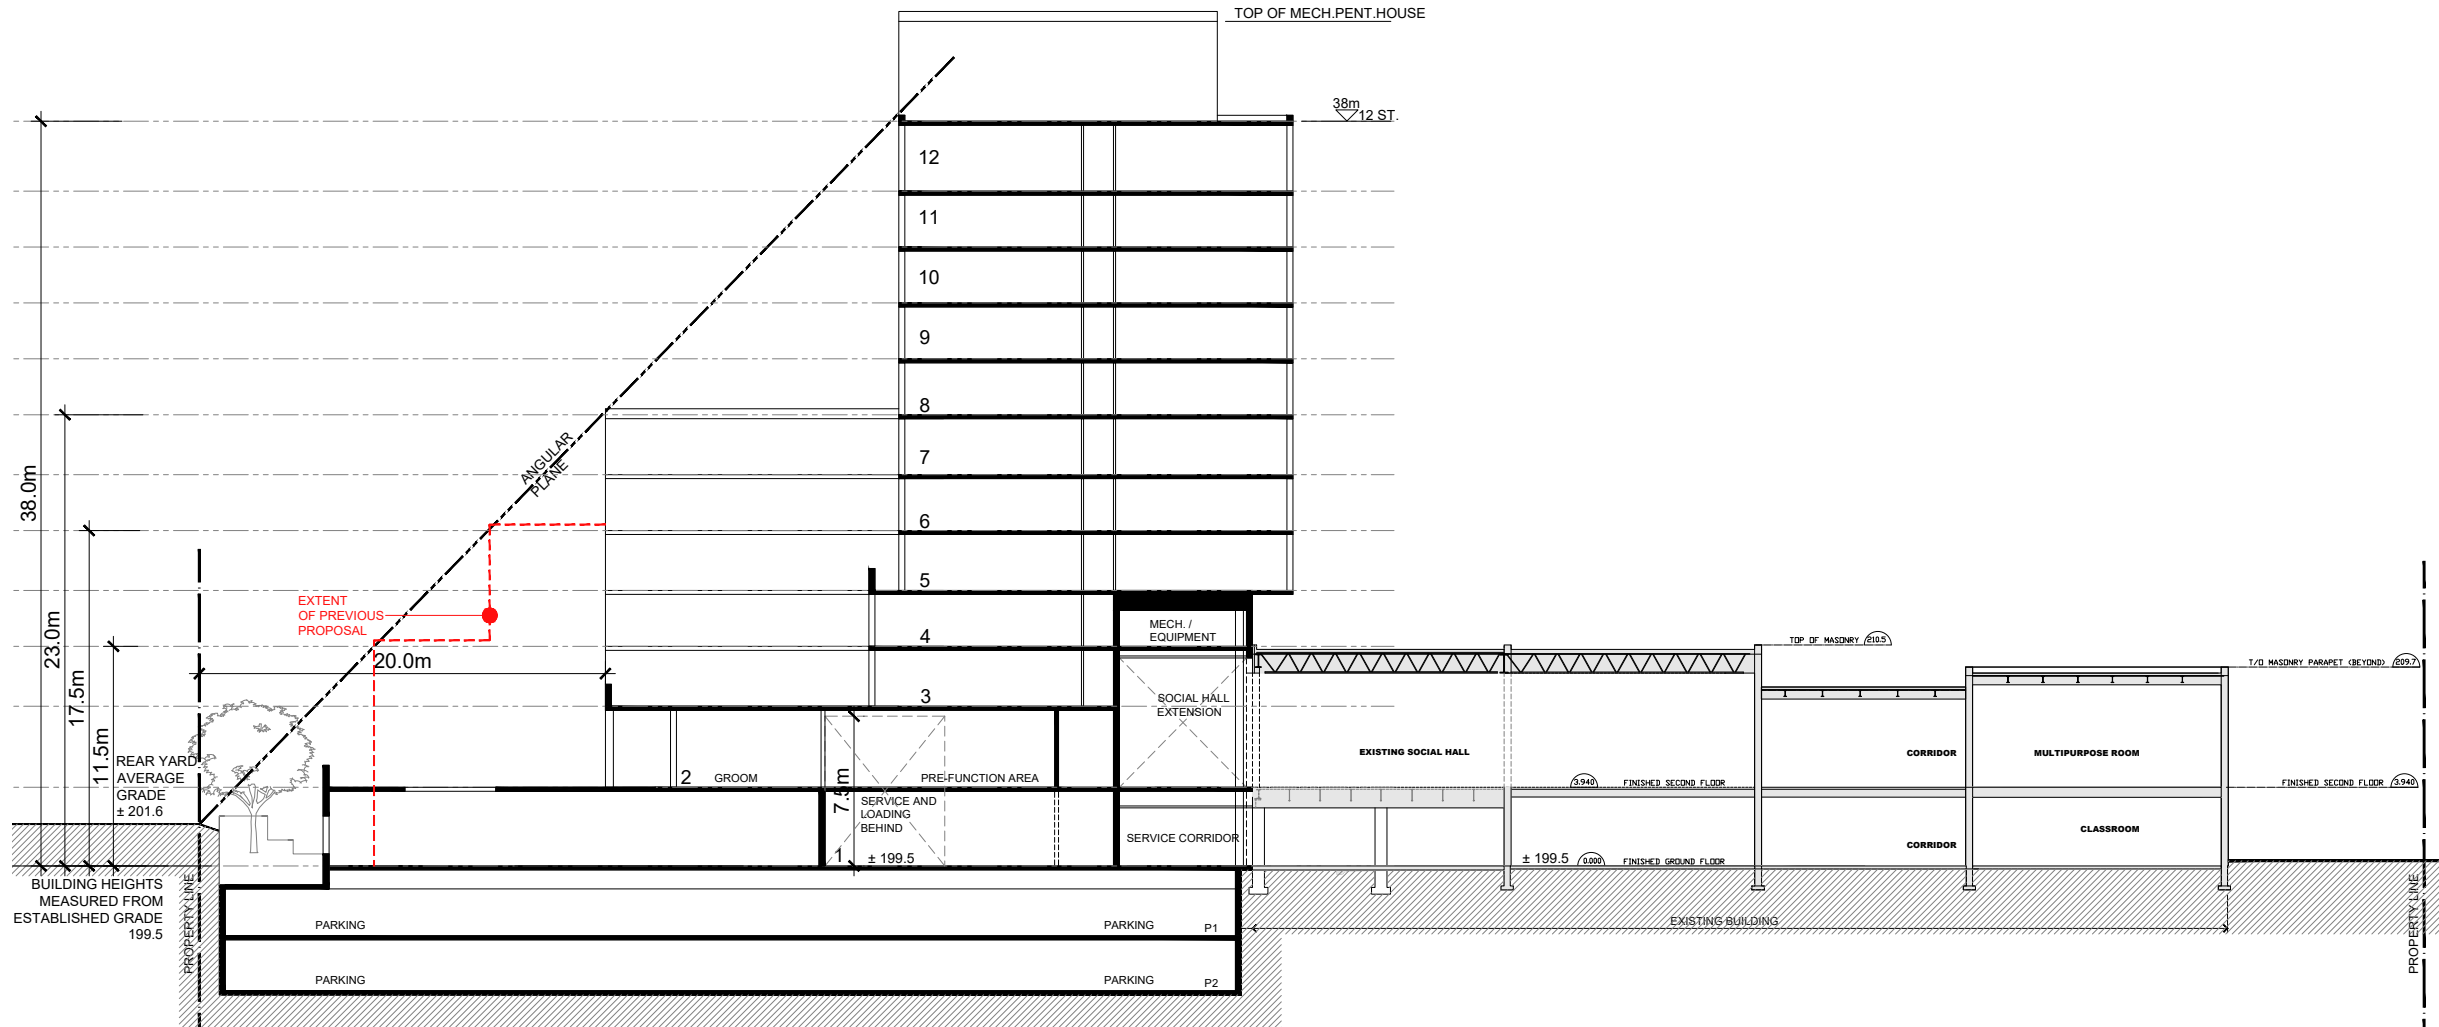 TOP OF MECH.PENT.HOUSE
38m
12 ST.
12
11
10
9
8
7
6
5
4
3
2
1
38.0m
23.0m
17.5m
11.5m
20.0m
7.5m
ANGULAR
PLANE
EXTENT
OF PREVIOUS
PROPOSAL
REAR YARD
AVERAGE
GRADE
± 201.6
BUILDING HEIGHTS
MEASURED FROM
ESTABLISHED GRADE
199.5
PROPERTY LINE
GROOM
PRE-FUNCTION AREA
SERVICE AND
LOADING
BEHIND
± 199.5
MECH. /
EQUIPMENT
SOCIAL HALL
EXTENSION
SERVICE CORRIDOR
EXISTING SOCIAL HALL
TOP OF MASONRY 210.5
T/O MASONRY PARAPET (BEYOND) 209.7
CORRIDOR
MULTIPURPOSE ROOM
3.940 FINISHED SECOND FLOOR
FINISHED SECOND FLOOR 3.940
CLASSROOM
CORRIDOR
± 199.5 0.000 FINISHED GROUND FLOOR
EXISTING BUILDING
PROPERTY LINE
PARKING
PARKING
P1
PARKING
PARKING
P2